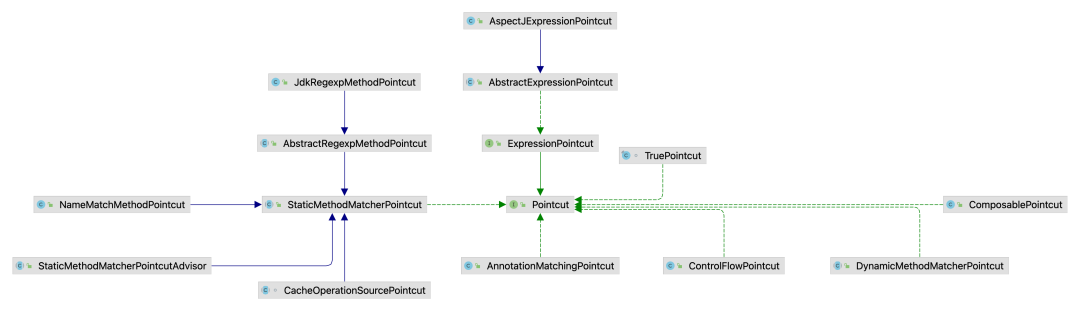 AspectJExpressionPointcut
JdkRegexpMethodPointcut
AbstractExpressionPointcut
AbstractRegexpMethodPointcut
ExpressionPointcut
TruePointcut
NameMatchMethodPointcut
StaticMethodMatcherPointcut
Pointcut
ComposablePointcut
StaticMethodMatcherPointcutAdvisor
AnnotationMatchingPointcut
ControlFlowPointcut
DynamicMethodMatcherPointcut
CacheOperationSourcePointcut